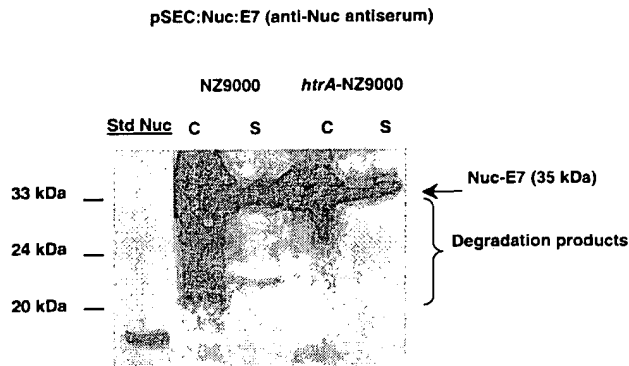 pSEC:Nuc:E7 (anti-Nuc antiserum)
NZ9000 htrA-NZ9000
Std Nuc C S C S
33 kDa
Nuc-E7 (35 kDa)
Degradation products
24 kDa
20 kDa